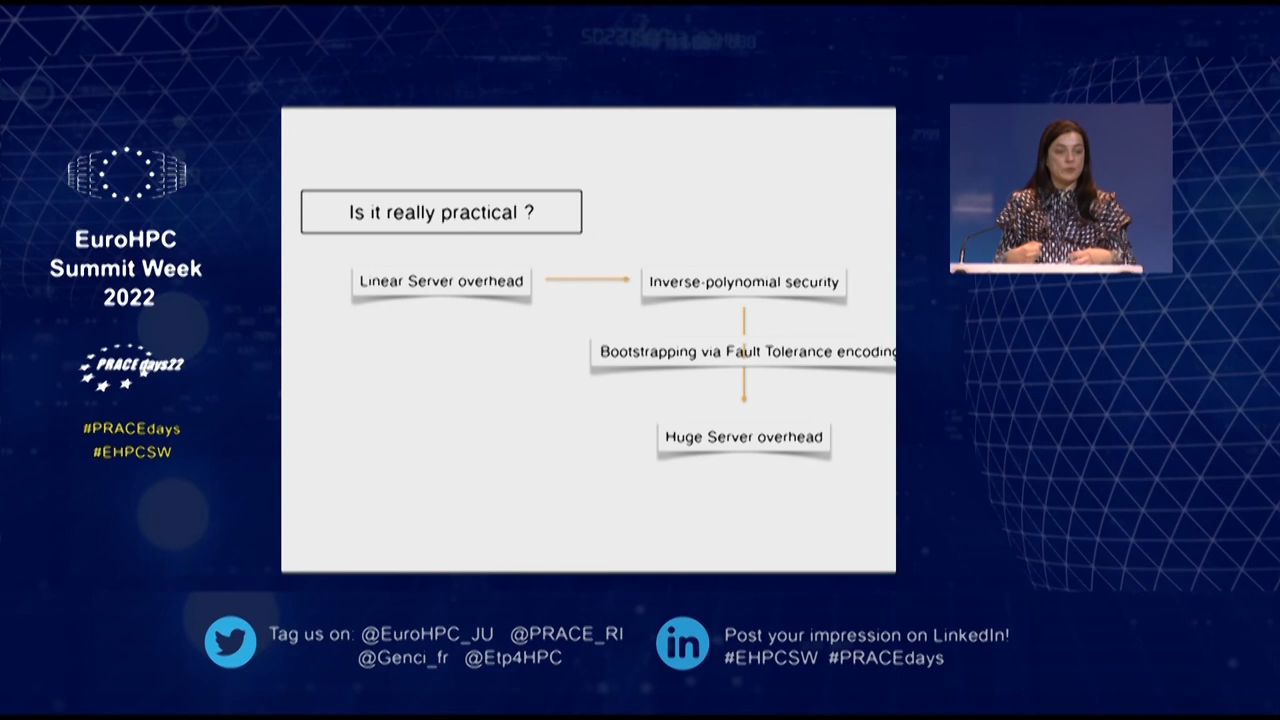 EuroHPC
Summit Week
2022
PRACEdays22
#PRACEdays
#EHPCSW
Is it really practical ?
Linear Server overhead
Inverse-polynomial security
Bootstrapping via Fault Tolerance encoding
Huge Server overhead
Tag us on: @EuroHPC_JU @PRACE_RI
@Genci_fr @Etp4HPC
in
Post your impression on LinkedIn!
#EHPCSW #PRACEdays